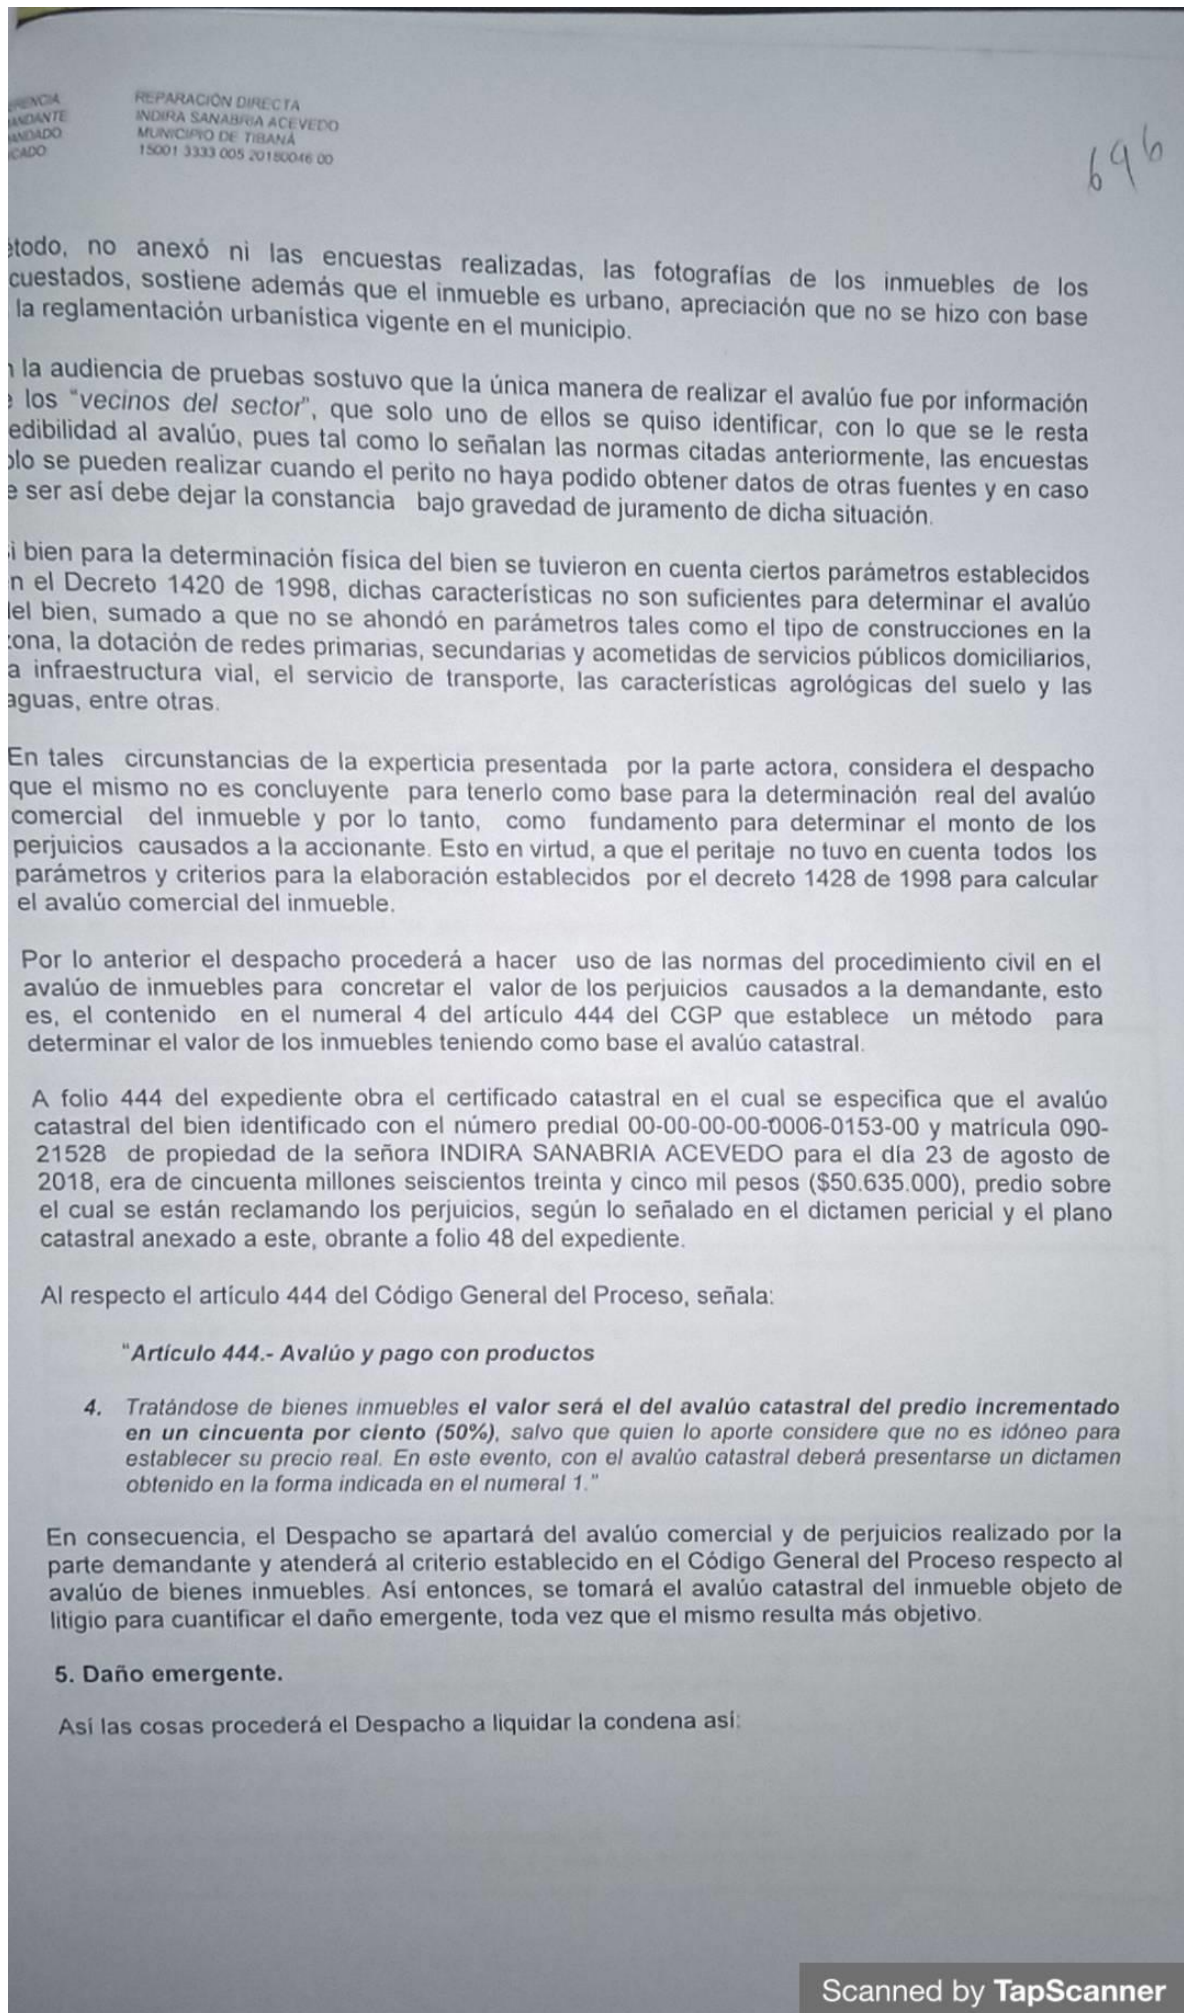 RENCIA REPARACIÓN DIRECTA
ANDANTE INDIRA SANABRIA ACEVEDO
ANDADO MUNICIPIO DE TIBANÁ
ICADO 15001 3333 005 20180046 00
696
étodo, no anexó ni las encuestas realizadas, las fotografías de los inmuebles de los
cuestados, sostiene además que el inmueble es urbano, apreciación que no se hizo con base
la reglamentación urbanística vigente en el municipio.
n la audiencia de pruebas sostuvo que la única manera de realizar el avalúo fue por información
e los "vecinos del sector", que solo uno de ellos se quiso identificar, con lo que se le resta
edibilidad al avalúo, pues tal como lo señalan las normas citadas anteriormente, las encuestas
olo se pueden realizar cuando el perito no haya podido obtener datos de otras fuentes y en caso
e ser así debe dejar la constancia bajo gravedad de juramento de dicha situación.
i bien para la determinación física del bien se tuvieron en cuenta ciertos parámetros establecidos
n el Decreto 1420 de 1998, dichas características no son suficientes para determinar el avalúo
del bien, sumado a que no se ahondó en parámetros tales como el tipo de construcciones en la
zona, la dotación de redes primarias, secundarias y acometidas de servicios públicos domiciliarios,
a infraestructura vial, el servicio de transporte, las características agrológicas del suelo y las
aguas, entre otras.
En tales circunstancias de la experticia presentada por la parte actora, considera el despacho
que el mismo no es concluyente para tenerlo como base para la determinación real del avalúo
comercial del inmueble y por lo tanto, como fundamento para determinar el monto de los
perjuicios causados a la accionante. Esto en virtud, a que el peritaje no tuvo en cuenta todos los
parámetros y criterios para la elaboración establecidos por el decreto 1428 de 1998 para calcular
el avalúo comercial del inmueble.
Por lo anterior el despacho procederá a hacer uso de las normas del procedimiento civil en el
avalúo de inmuebles para concretar el valor de los perjuicios causados a la demandante, esto
es, el contenido en el numeral 4 del artículo 444 del CGP que establece un método para
determinar el valor de los inmuebles teniendo como base el avalúo catastral.
A folio 444 del expediente obra el certificado catastral en el cual se especifica que el avalúo
catastral del bien identificado con el número predial 00-00-00-00-0006-0153-00 y matrícula 090-
21528 de propiedad de la señora INDIRA SANABRIA ACEVEDO para el día 23 de agosto de
2018, era de cincuenta millones seiscientos treinta y cinco mil pesos ($50.635.000), predio sobre
el cual se están reclamando los perjuicios, según lo señalado en el dictamen pericial y el plano
catastral anexado a este, obrante a folio 48 del expediente.
Al respecto el artículo 444 del Código General del Proceso, señala:
"Artículo 444.- Avalúo y pago con productos
4. Tratándose de bienes inmuebles el valor será el del avalúo catastral del predio incrementado
en un cincuenta por ciento (50%), salvo que quien lo aporte considere que no es idóneo para
establecer su precio real. En este evento, con el avalúo catastral deberá presentarse un dictamen
obtenido en la forma indicada en el numeral 1."
En consecuencia, el Despacho se apartará del avalúo comercial y de perjuicios realizado por la
parte demandante y atenderá al criterio establecido en el Código General del Proceso respecto al
avalúo de bienes inmuebles. Así entonces, se tomará el avalúo catastral del inmueble objeto de
litigio para cuantificar el daño emergente, toda vez que el mismo resulta más objetivo.
5. Daño emergente.
Así las cosas procederá el Despacho a liquidar la condena así:
Scanned by TapScanner